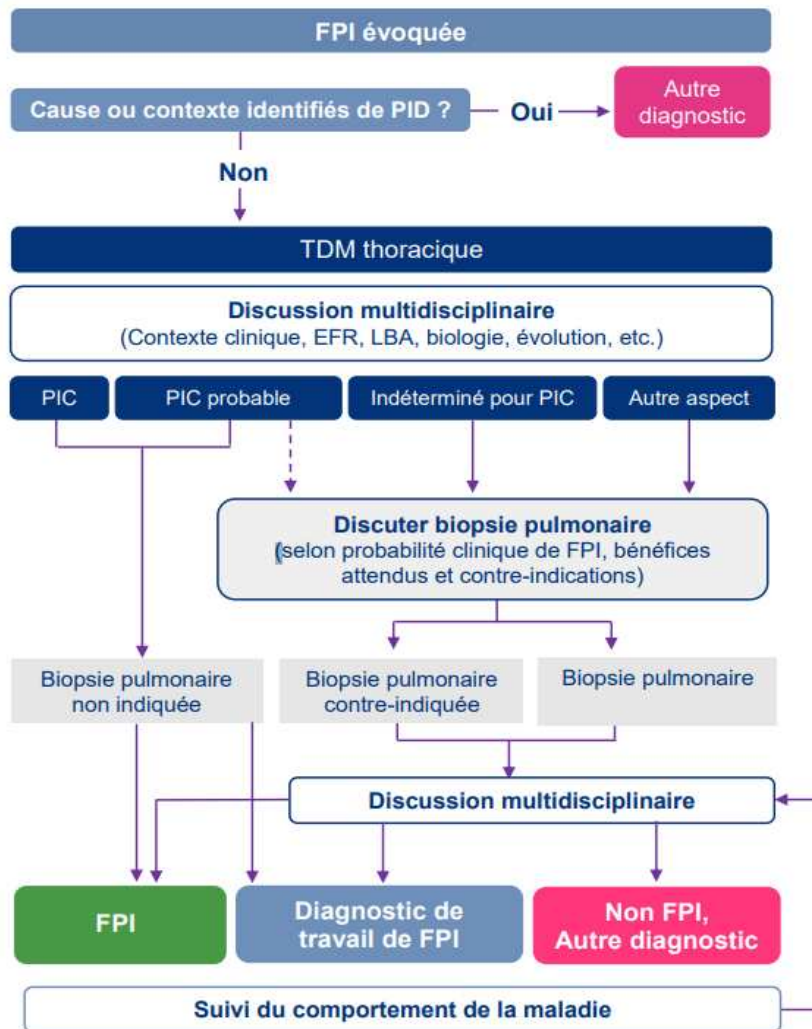 FPI évoquée
Cause ou contexte identifiés de PID ?
Oui
Autre
diagnostic
Non
TDM thoracique
Discussion multidisciplinaire
(Contexte clinique, EFR, LBA, biologie, évolution, etc.)
PIC
PIC probable
Indéterminé pour PIC
Autre aspect
Discuter biopsie pulmonaire
(selon probabilité clinique de FPI, bénéfices
attendus et contre-indications)
Biopsie pulmonaire
non indiquée
Biopsie pulmonaire
contre-indiquée
Biopsie pulmonaire
Discussion multidisciplinaire
FPI
Diagnostic de
travail de FPI
Non FPI,
Autre diagnostic
Suivi du comportement de la maladie